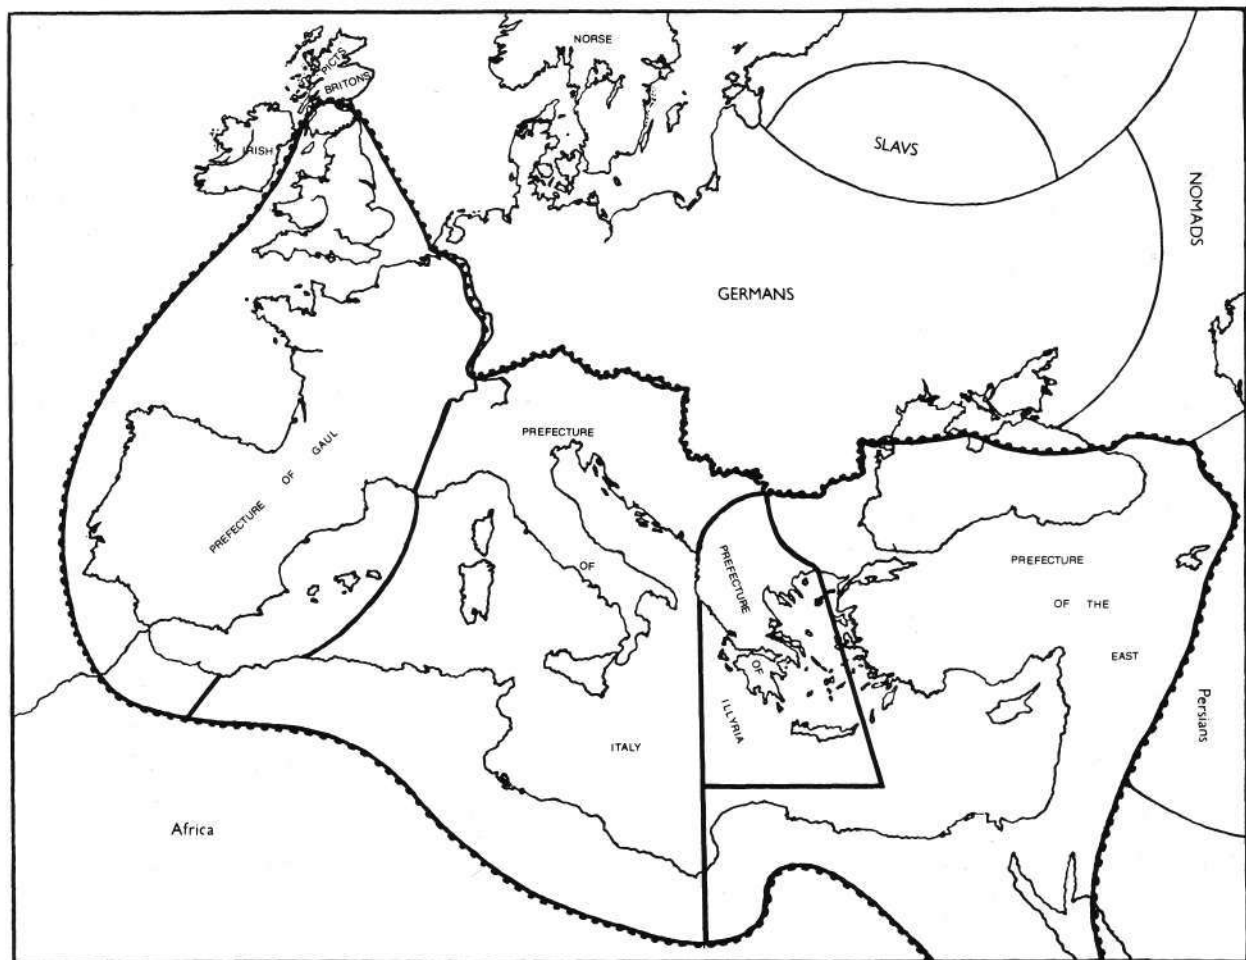 NORSE
PICTS
BRITONS
IRISH
SLAVS
NOMADS
GERMANS
PREFECTURE OF GAUL
PREFECTURE
OF
ITALY
PREFECTURE
OF
ILLYRIA
PREFECTURE
OF THE
EAST
Persians
Africa